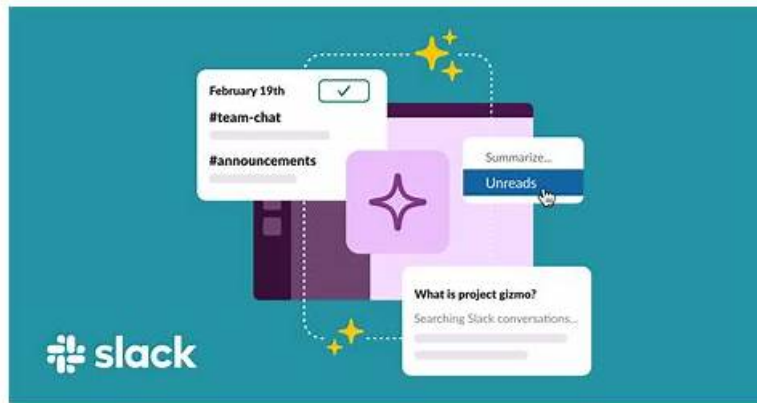 February 19th
#team-chat
#announcements
Summarize...
Unreads
What is project gizmo?
Searching Slack conversations...
slack